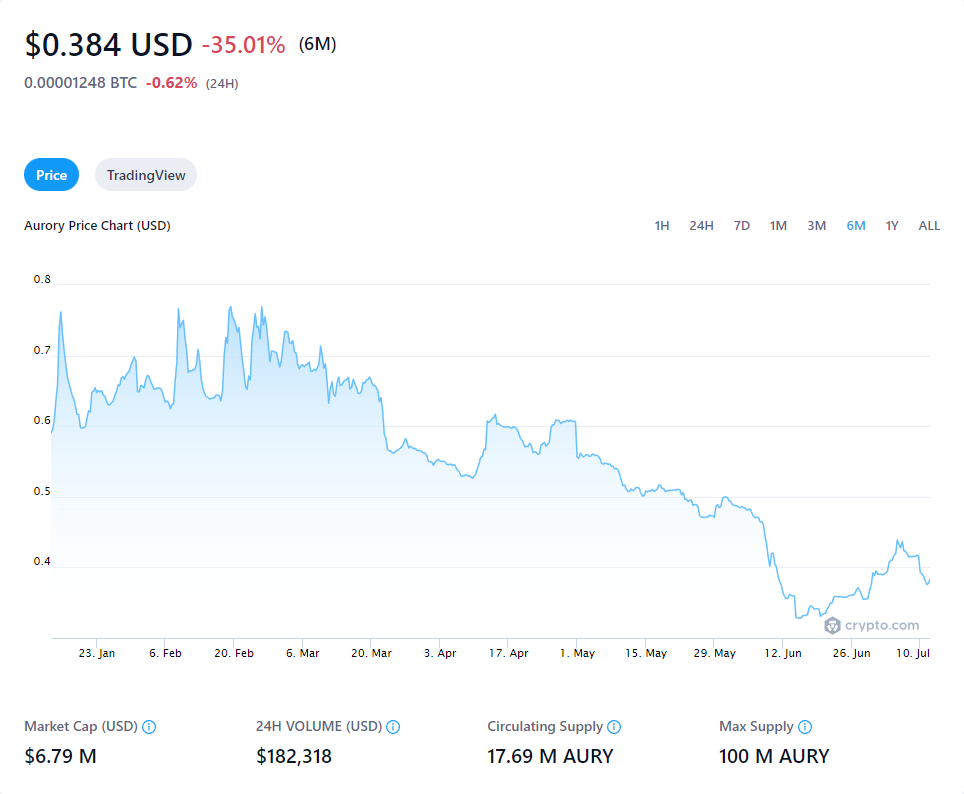 $0.384 USD -35.01% (6M)
0.00001248 BTC -0.62% (24H)
Price TradingView
Aurory Price Chart (USD) 1H 24H 7D 1M 3M 6M 1Y ALL
0.8
0.7
0.6
0.5
0.4
crypto.com
23. Jan 6. Feb 20. Feb 6. Mar 20. Mar 3. Apr 17. Apr 1. May 15. May 29. May 12. Jun 26. Jun 10. Jul
Market Cap (USD) 24H VOLUME (USD) Circulating Supply Max Supply
$6.79 M $182,318 17.69 M AURY 100 M AURY